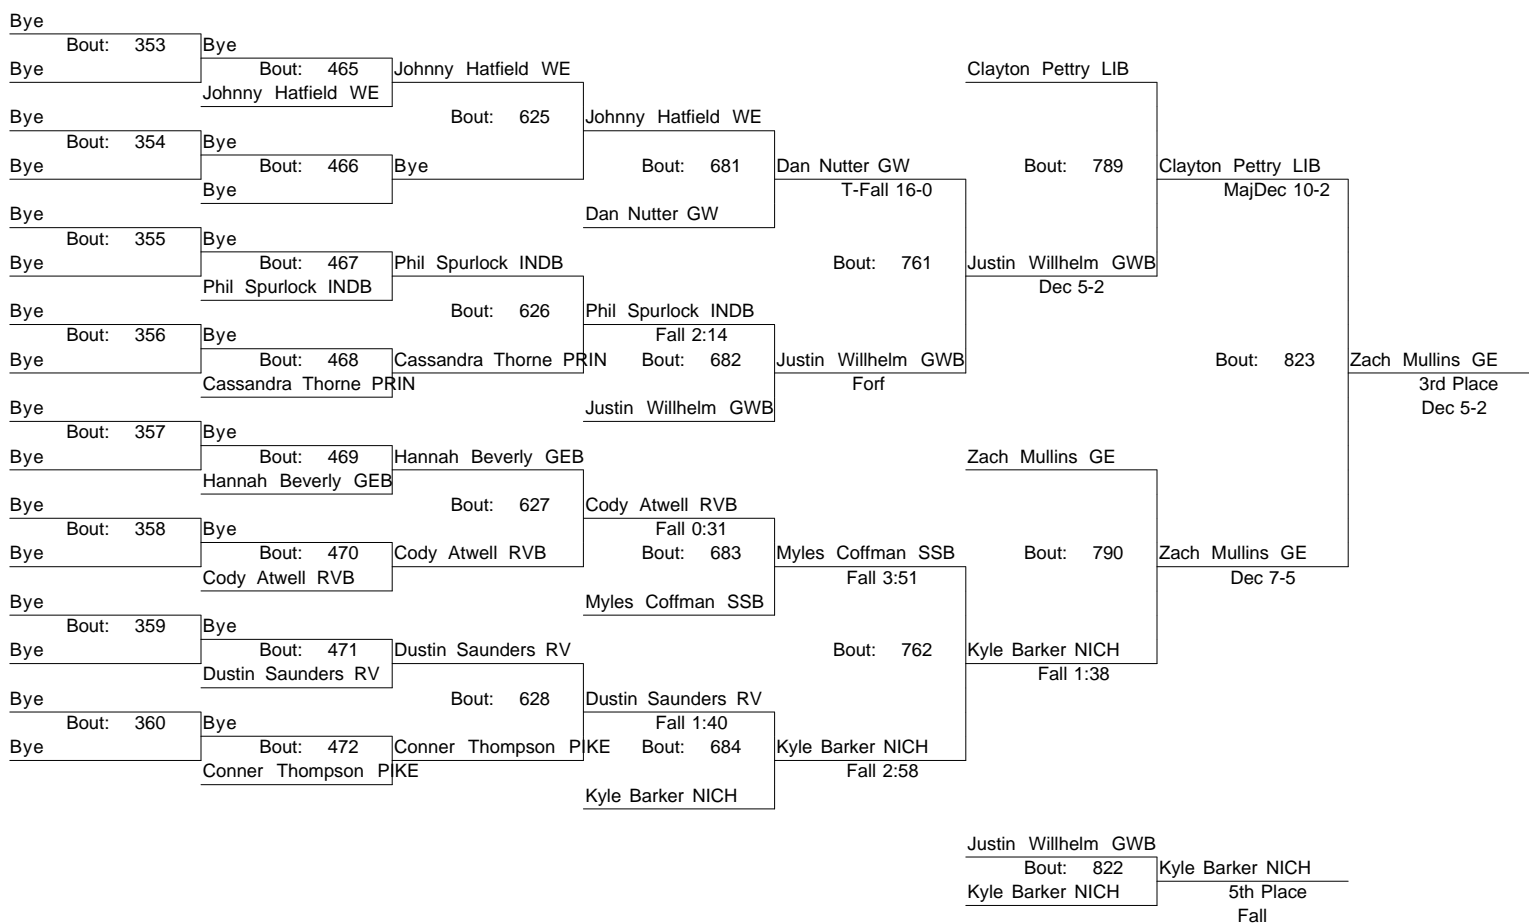 Bye
Bout: 353 Bye
Bye Bout: 465 Johnny Hatfield WE Clayton Pettry LIB
Johnny Hatfield WE
Bye Bout: 625 Johnny Hatfield WE
Bout: 354 Bye
Bye Bout: 466 Bye Bout: 681 Dan Nutter GW Bout: 789 Clayton Pettry LIB
Bye T-Fall 16-0 MajDec 10-2
Bye Dan Nutter GW
Bout: 355 Bye
Bye Bout: 467 Phil Spurlock INDB Bout: 761 Justin Willhelm GWB
Phil Spurlock INDB Dec 5-2
Bye Bout: 626 Phil Spurlock INDB
Bout: 356 Bye Fall 2:14
Bye Bout: 468 Cassandra Thorne PRIN Bout: 682 Justin Willhelm GWB Bout: 823 Zach Mullins GE
Cassandra Thorne PRIN Forf 3rd Place
Bye Justin Willhelm GWB Dec 5-2
Bout: 357 Bye
Bye Bout: 469 Hannah Beverly GEB Zach Mullins GE
Hannah Beverly GEB
Bye Bout: 627 Cody Atwell RVB
Bout: 358 Bye Fall 0:31
Bye Bout: 470 Cody Atwell RVB Bout: 683 Myles Coffman SSB Bout: 790 Zach Mullins GE
Cody Atwell RVB Fall 3:51 Dec 7-5
Bye Myles Coffman SSB
Bout: 359 Bye
Bye Bout: 471 Dustin Saunders RV Bout: 762 Kyle Barker NICH
Dustin Saunders RV Fall 1:38
Bye Bout: 628 Dustin Saunders RV
Bout: 360 Bye Fall 1:40
Bye Bout: 472 Conner Thompson PIKE Bout: 684 Kyle Barker NICH
Conner Thompson PIKE Fall 2:58
Kyle Barker NICH
Justin Willhelm GWB
Bout: 822 Kyle Barker NICH
Kyle Barker NICH 5th Place
Fall